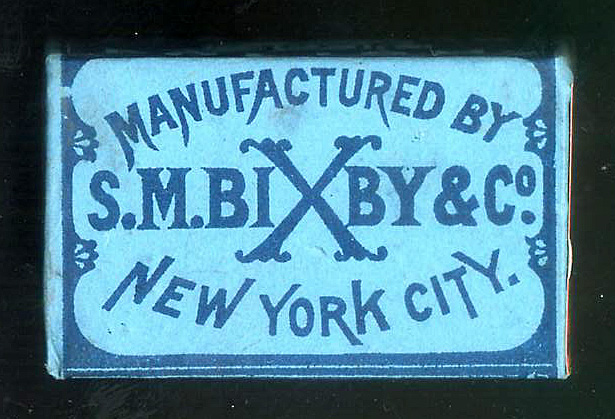 MANUFACTURED BY
S.M.BIXBY & Co.
NEW YORK CITY.